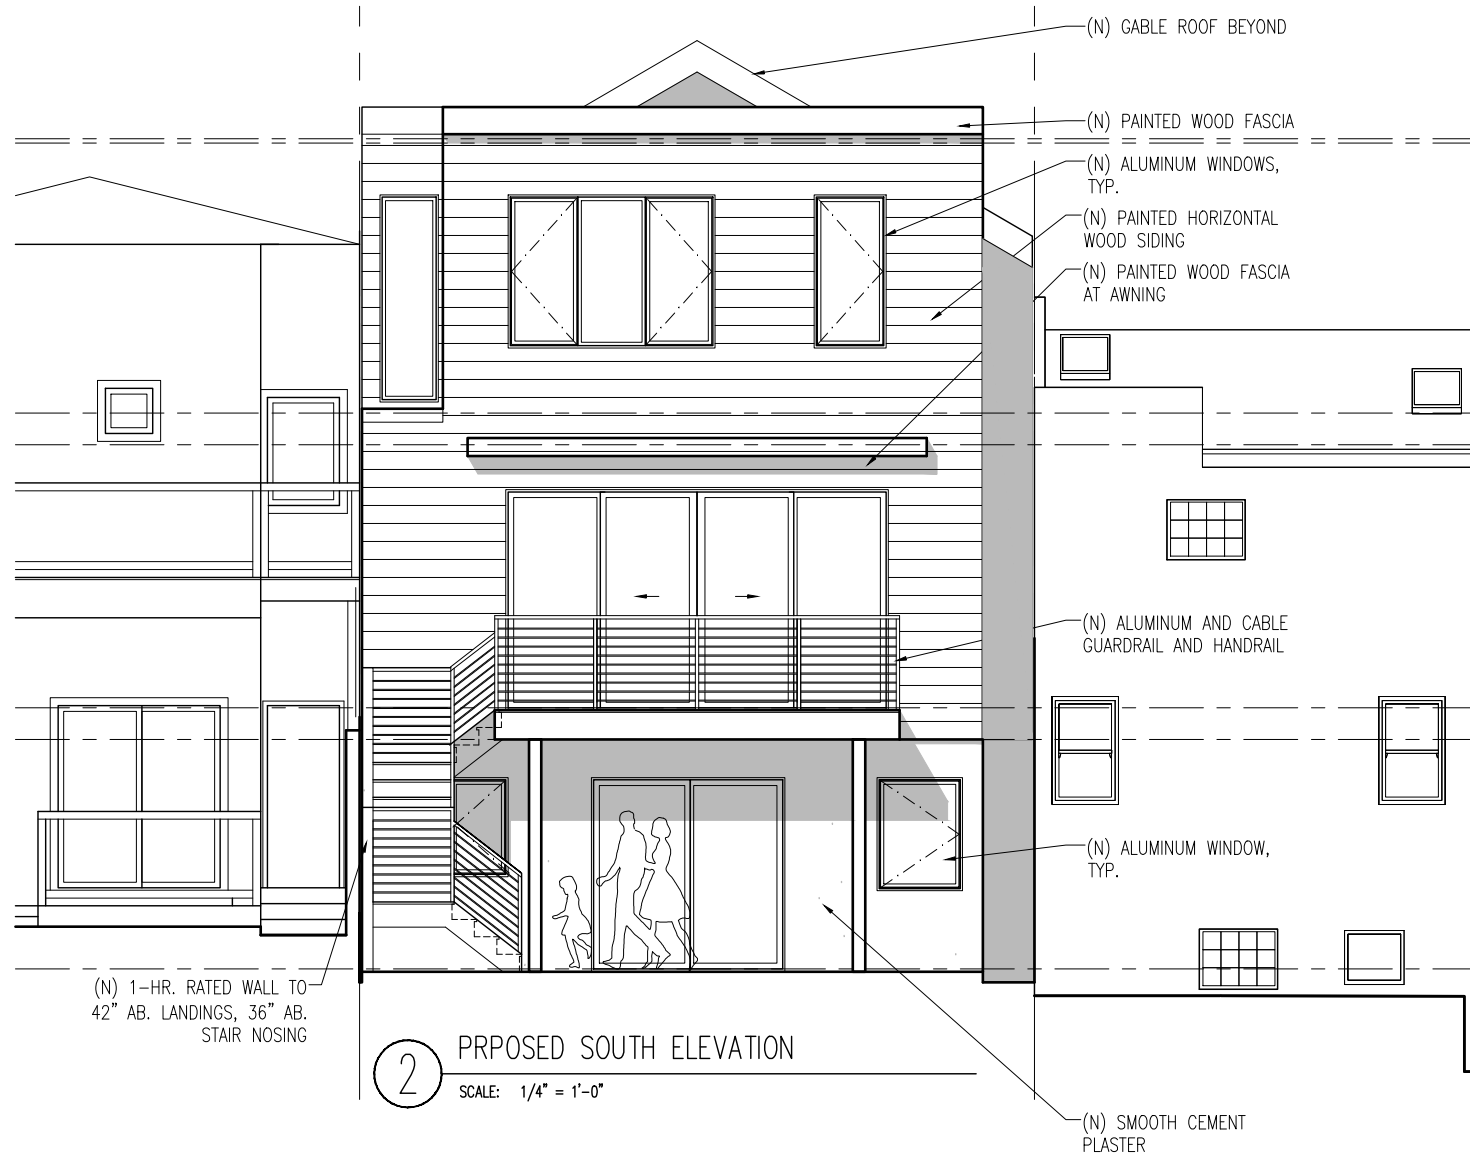 (N) GABLE ROOF BEYOND
(N) PAINTED WOOD FASCIA
(N) ALUMINUM WINDOWS,
TYP.
(N) PAINTED HORIZONTAL
WOOD SIDING
(N) PAINTED WOOD FASCIA
AT AWNING
(N) ALUMINUM AND CABLE
GUARDRAIL AND HANDRAIL
(N) ALUMINUM WINDOW,
TYP.
(N) 1-HR. RATED WALL TO
42" AB. LANDINGS, 36" AB.
STAIR NOSING
2
PRPOSED SOUTH ELEVATION
SCALE: 1/4" = 1'-0"
(N) SMOOTH CEMENT
PLASTER